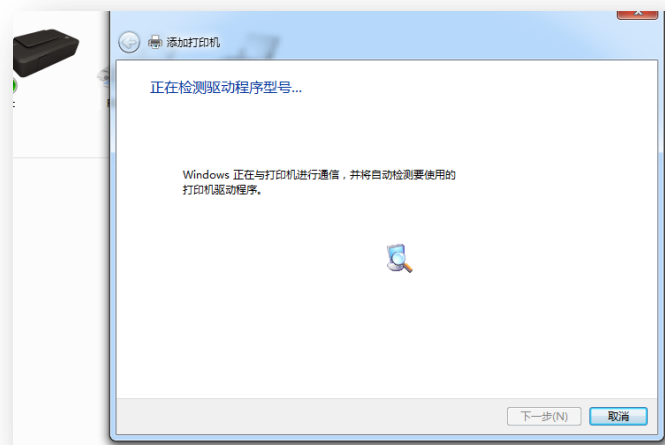 添加打印机
正在检测驱动程序型号...
Windows 正在与打印机进行通信，并将自动检测要使用的
打印机驱动程序。
下一步(N)
取消